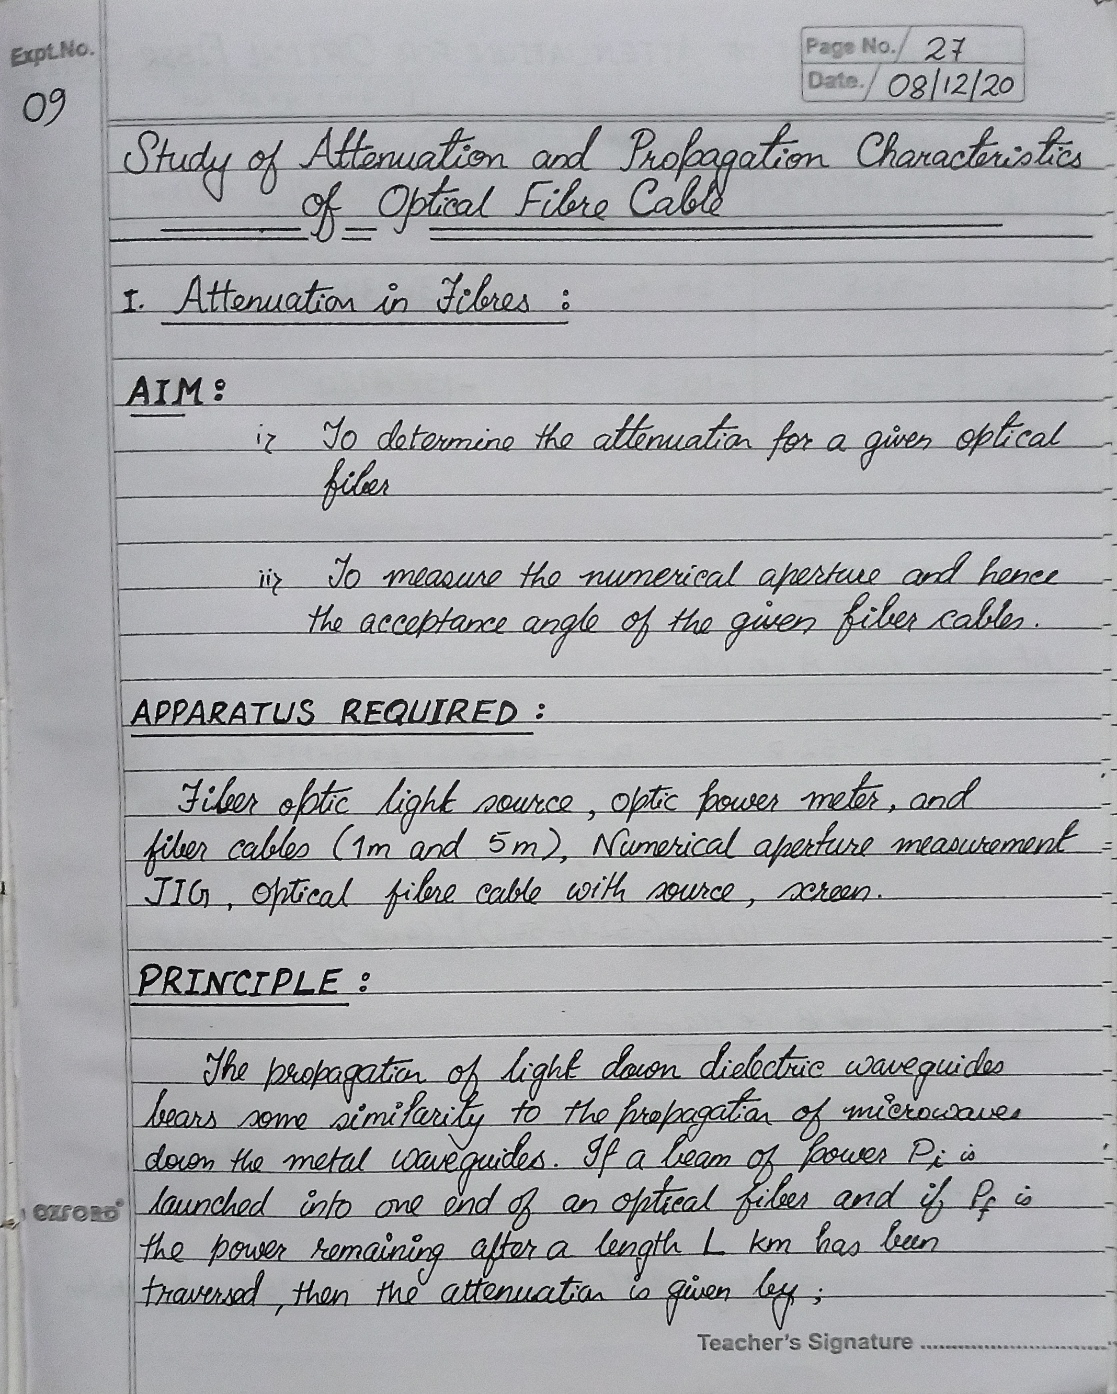 Expt.No. 09
Page No. 27
Date. 08/12/20
Study of Attenuation and Propagation Characteristics
of Optical Fibre Cable
I. Attenuation in Fibres :
AIM :
i> To determine the attenuation for a given optical
fiber
ii> To measure the numerical aperture and hence
the acceptance angle of the given fiber cables.
APPARATUS REQUIRED :
Fiber optic light source, optic power meter, and
fiber cables (1m and 5m), Numerical aperture measurement
JIG, optical fibre cable with source, screen.
PRINCIPLE :
The propagation of light down dielectric waveguides
bears some similarity to the propagation of microwaves
down the metal waveguides. If a beam of power Pi is
launched into one end of an optical fiber and if Pf is
the power remaining after a length L km has been
traversed, then the attenuation is given by ;
OXFORD
Teacher's Signature